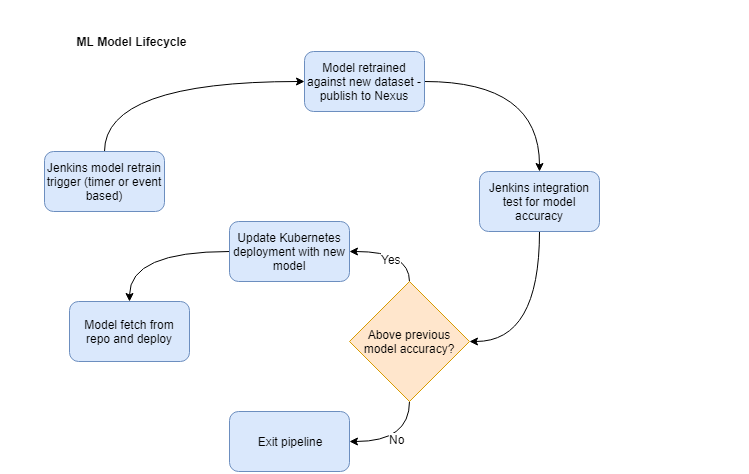 ML Model Lifecycle
Model retrained
against new dataset -
publish to Nexus
Jenkins model retrain
trigger (timer or event
based)
Jenkins integration
test for model
accuracy
Update Kubernetes
deployment with new
model
Yes
Model fetch from
repo and deploy
Above previous
model accuracy?
Exit pipeline
No